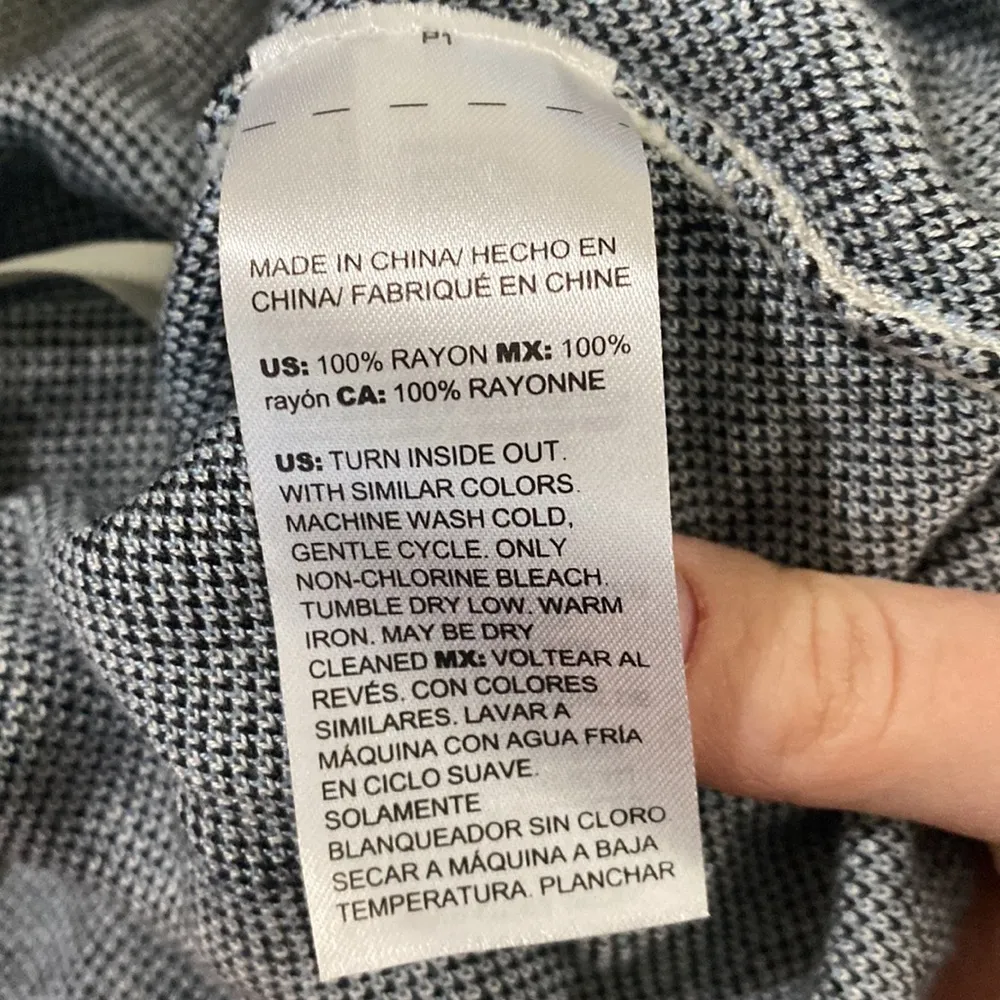 P1
MADE IN CHINA/ HECHO EN
CHINA/ FABRIQUÉ EN CHINE
US: 100% RAYON MX: 100%
rayón CA: 100% RAYONNE
US: TURN INSIDE OUT.
WITH SIMILAR COLORS.
MACHINE WASH COLD,
GENTLE CYCLE. ONLY
NON-CHLORINE BLEACH.
TUMBLE DRY LOW. WARM
IRON. MAY BE DRY
CLEANED MX: VOLTEAR AL
REVÉS. CON COLORES
SIMILARES. LAVAR A
MÁQUINA CON AGUA FRÍA
EN CICLO SUAVE.
SOLAMENTE
BLANQUEADOR SIN CLORO
SECAR A MÁQUINA A BAJA
TEMPERATURA. PLANCHAR